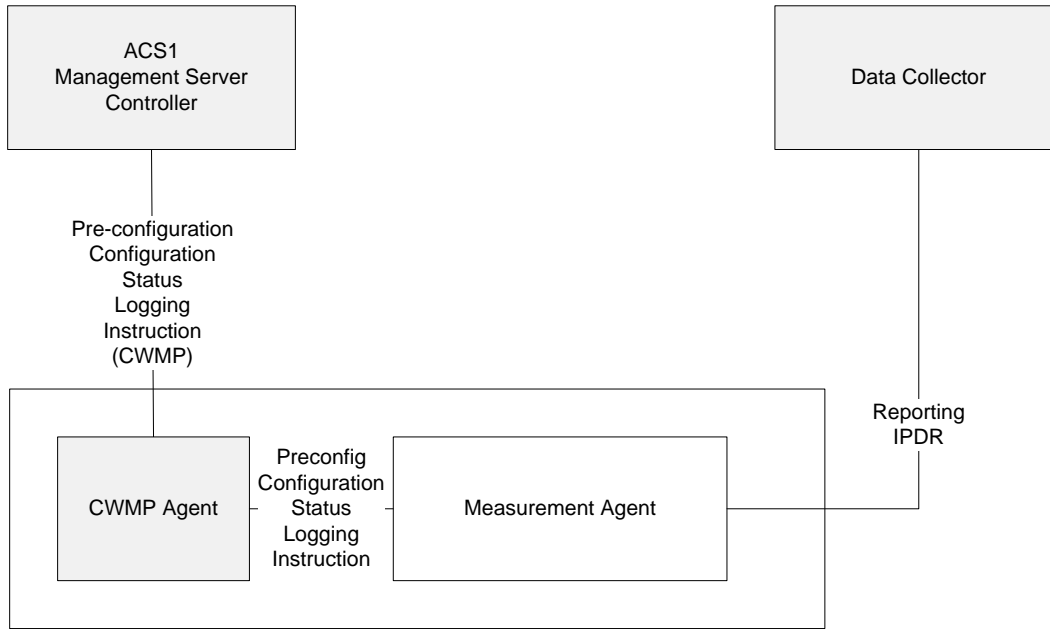 ACS1
Management Server
Controller
Data Collector
Pre-configuration
Configuration
Status
Logging
Instruction
(CWMP)
Reporting
IPDR
CWMP Agent
Preconfig
Configuration
Status
Logging
Instruction
Measurement Agent